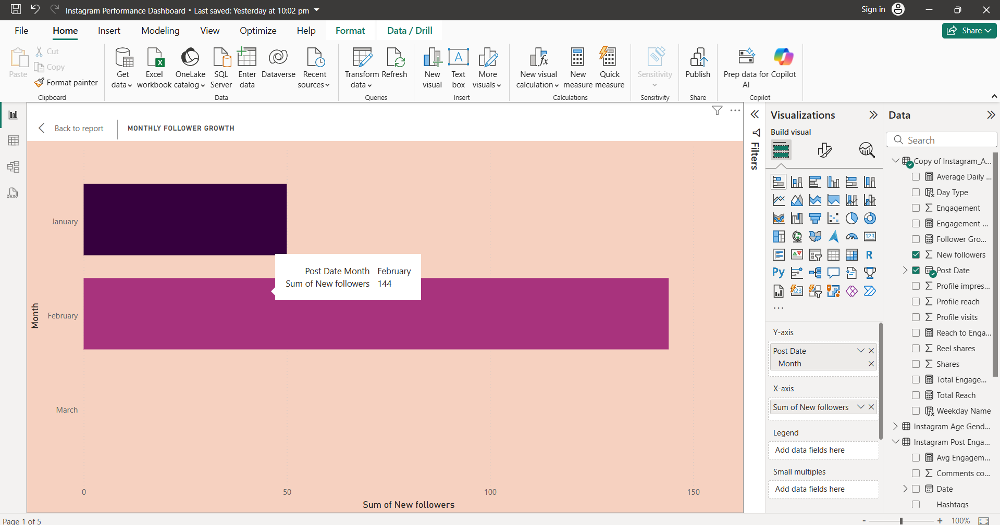 Instagram Performance Dashboard • Last saved: Yesterday at 10:02 pm
Sign in
File
Home
Insert
Modeling
View
Optimize
Help
Format
Data / Drill
Share
Paste
Cut
Copy
Format painter
Clipboard
Get data
Excel workbook
OneLake catalog
SQL Server
Enter data
Dataverse
Recent sources
Data
Transform data
Refresh
Queries
New visual
Text box
More visuals
Insert
New visual calculation
New measure
Quick measure
Calculations
Sensitivity
Sensitivity
Publish
Share
Prep data for AI
Copilot
Copilot
Back to report
MONTHLY FOLLOWER GROWTH
Month
January
February
March
Post Date Month February
Sum of New followers 144
0
50
100
150
Sum of New followers
Filters
Visualizations
Build visual
123
R
Py
123
...
Y-axis
Post Date
Month
X-axis
Sum of New followers
Legend
Add data fields here
Small multiples
Add data fields here
Data
Search
Copy of Instagram_A...
Average Daily ...
Day Type
Engagement
Engagement ...
Follower Gro...
New followers
Post Date
Profile impres...
Profile reach
Profile visits
Reach to Enga...
Reel shares
Shares
Total Engage...
Total Reach
Weekday Name
Instagram Age Gend...
Instagram Post Enga...
Avg Engagem...
Comments co...
Date
Hashtags
DAX
Page 1 of 5
- + 100%